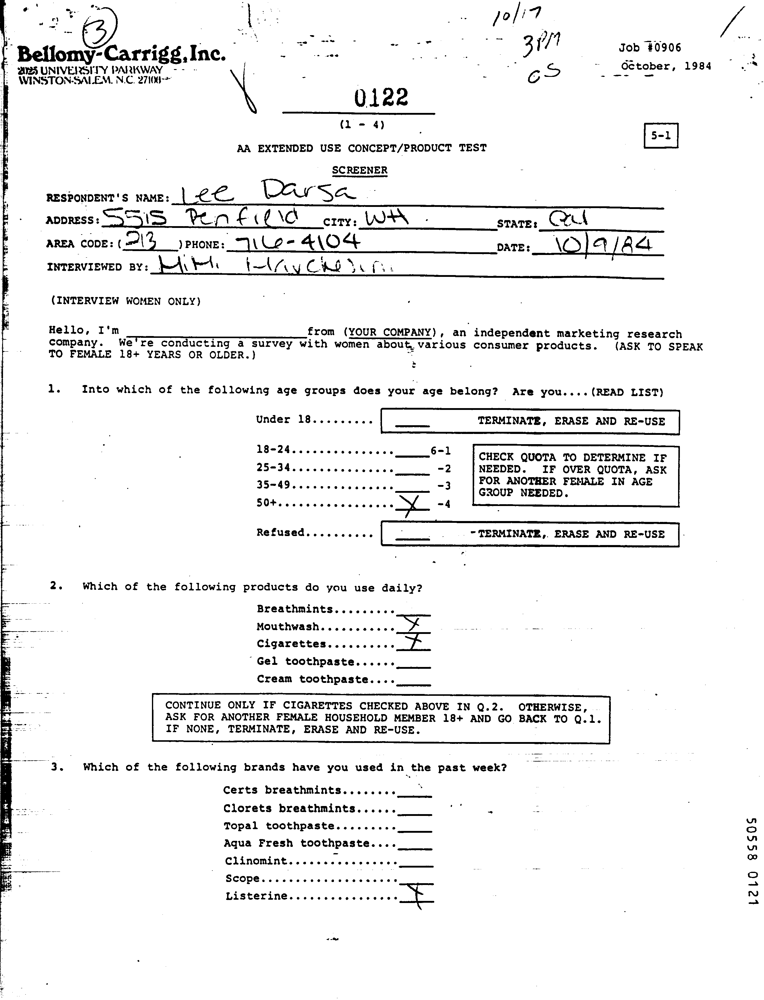 3
10/17
3PM
CS
Bellomy-Carrigg, Inc.
2125 UNIVERSITY PARKWAY
WINSTON-SALEM, N.C. 27106
Job #0906
October, 1984
0122
(1 - 4)
5-1
AA EXTENDED USE CONCEPT/PRODUCT TEST
SCREENER
RESPONDENT'S NAME: Lee Darsa
ADDRESS: 5515 Penfield CITY: WH STATE: Cal
AREA CODE: (213) PHONE: 716-4104 DATE: 10/9/84
INTERVIEWED BY: Mimi
(INTERVIEW WOMEN ONLY)
Hello, I'm ____ from (YOUR COMPANY), an independent marketing research
company. We're conducting a survey with women about various consumer products. (ASK TO SPEAK
TO FEMALE 18+ YEARS OR OLDER.)
1. Into which of the following age groups does your age belong? Are you....(READ LIST)
Under 18......... ____ TERMINATE, ERASE AND RE-USE
18-24...............____6-1
25-34...............____ -2
35-49...............____ -3
50+.................X -4
CHECK QUOTA TO DETERMINE IF
NEEDED. IF OVER QUOTA, ASK
FOR ANOTHER FEMALE IN AGE
GROUP NEEDED.
Refused.......... ____ TERMINATE, ERASE AND RE-USE
2. Which of the following products do you use daily?
Breathmints.........____
Mouthwash...........X
Cigarettes..........X
Gel toothpaste......____
Cream toothpaste....____
CONTINUE ONLY IF CIGARETTES CHECKED ABOVE IN Q.2. OTHERWISE,
ASK FOR ANOTHER FEMALE HOUSEHOLD MEMBER 18+ AND GO BACK TO Q.1.
IF NONE, TERMINATE, ERASE AND RE-USE.
3. Which of the following brands have you used in the past week?
Certs breathmints........____
Clorets breathmints......____
Topal toothpaste.........____
Aqua Fresh toothpaste....____
Clinomint................____
Scope....................____
Listerine................X
50558 0121